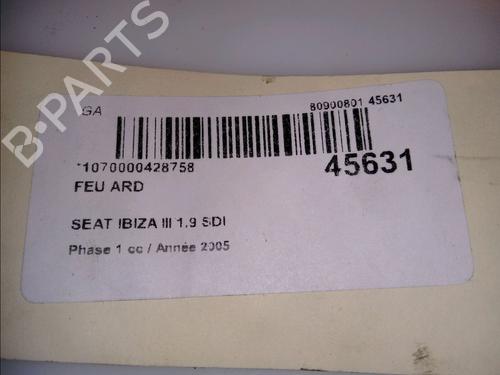 GA
80900801 45631
*1070000428758
45631
FEU ARD
SEAT IBIZA III 1.9 SDI
Phase 1 cc / Année 2005
B-PARTS